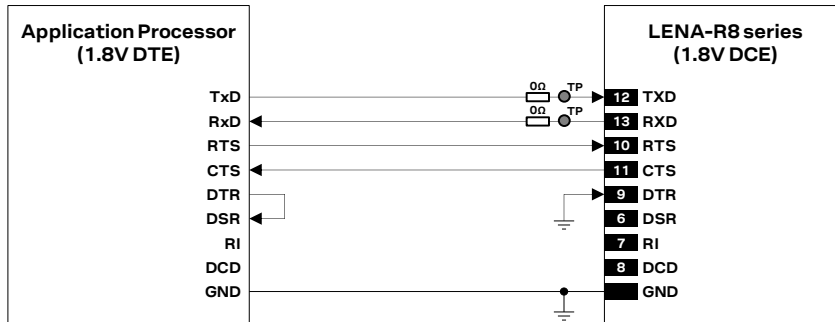 Application Processor
(1.8V DTE)
LENA-R8 series
(1.8V DCE)
TxD 0Ω TP 12 TXD
RxD 0Ω TP 13 RXD
RTS 10 RTS
CTS 11 CTS
DTR 9 DTR
DSR 6 DSR
RI 7 RI
DCD 8 DCD
GND GND